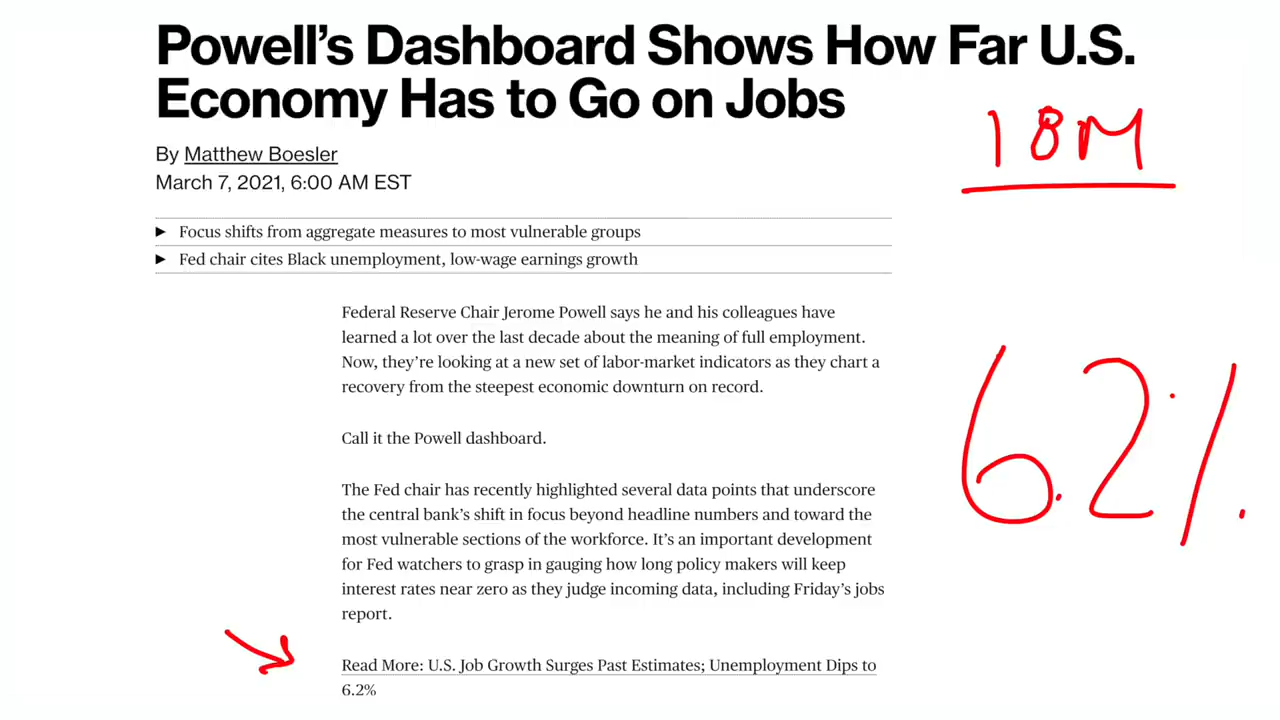 Powell's Dashboard Shows How Far U.S.
Economy Has to Go on Jobs
By Matthew Boesler
March 7, 2021, 6:00 AM EST
► Focus shifts from aggregate measures to most vulnerable groups
► Fed chair cites Black unemployment, low-wage earnings growth
Federal Reserve Chair Jerome Powell says he and his colleagues have
learned a lot over the last decade about the meaning of full employment.
Now, they're looking at a new set of labor-market indicators as they chart a
recovery from the steepest economic downturn on record.
Call it the Powell dashboard.
The Fed chair has recently highlighted several data points that underscore
the central bank's shift in focus beyond headline numbers and toward the
most vulnerable sections of the workforce. It's an important development
for Fed watchers to grasp in gauging how long policy makers will keep
interest rates near zero as they judge incoming data, including Friday's jobs
report.
Read More: U.S. Job Growth Surges Past Estimates; Unemployment Dips to
6.2%
18M
6.2%